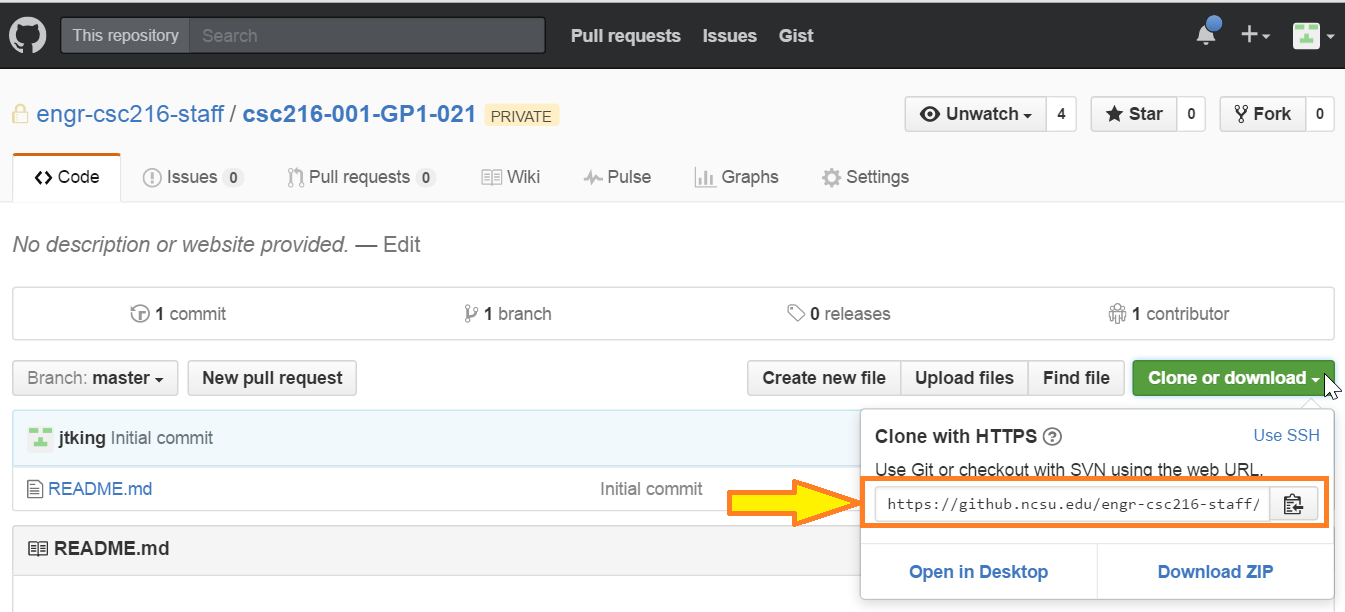 This repository Search Pull requests Issues Gist
engr-csc216-staff / csc216-001-GP1-021 PRIVATE Unwatch 4 Star 0 Fork 0
Code Issues 0 Pull requests 0 Wiki Pulse Graphs Settings
No description or website provided. — Edit
1 commit 1 branch 0 releases 1 contributor
Branch: master New pull request Create new file Upload files Find file Clone or download
jtking Initial commit
README.md Initial commit
README.md
Clone with HTTPS ? Use SSH
Use Git or checkout with SVN using the web URL.
https://github.ncsu.edu/engr-csc216-staff/
Open in Desktop Download ZIP